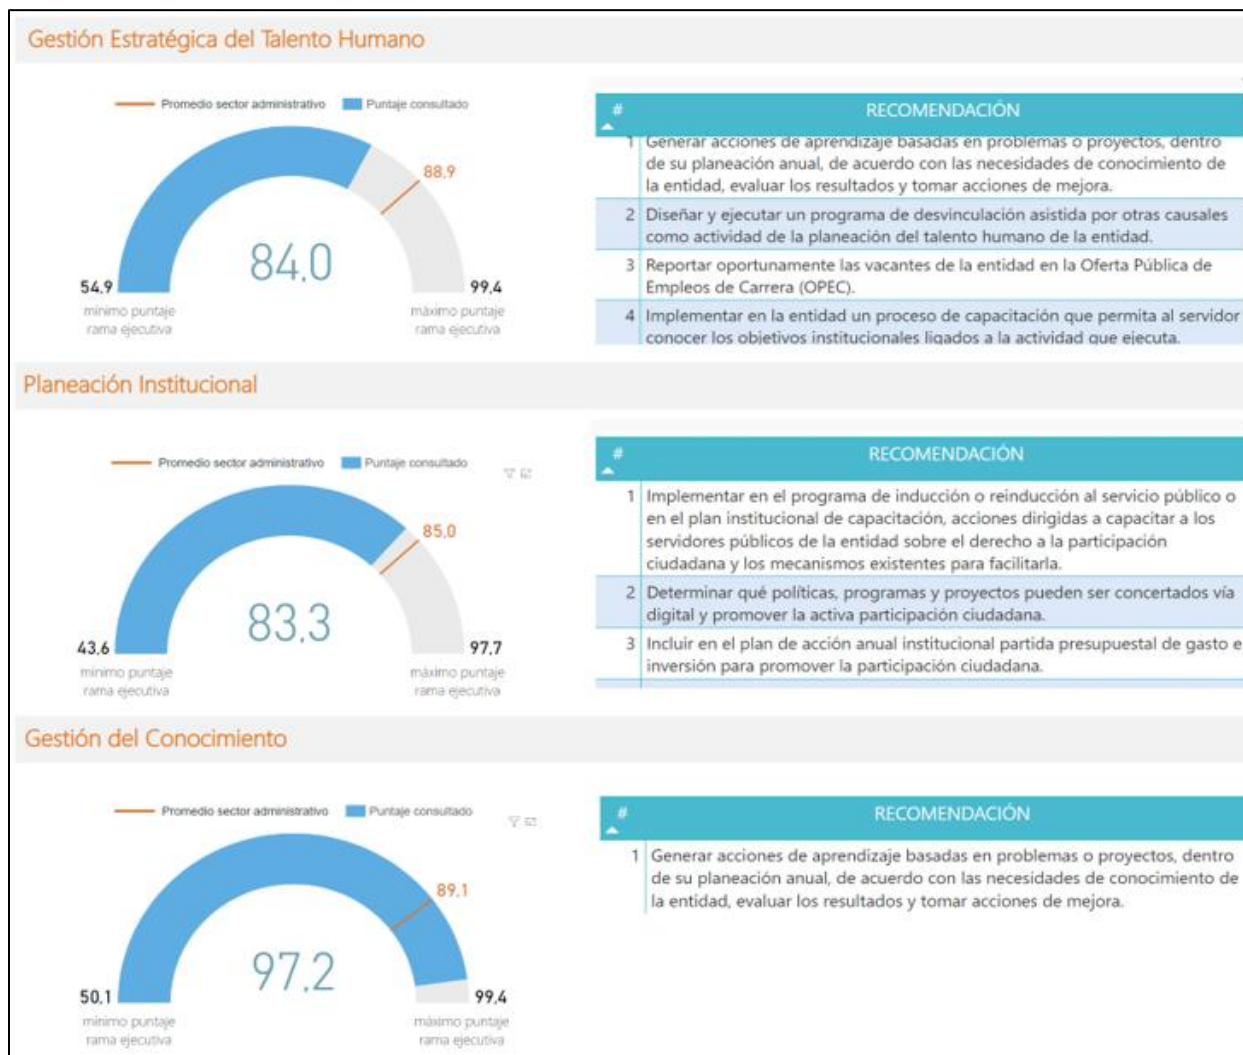 Gestión Estratégica del Talento Humano
Promedio sector administrativo
Puntaje consultado
88,9
84,0
54,9
mínimo puntaje
rama ejecutiva
99,4
máximo puntaje
rama ejecutiva
# RECOMENDACIÓN
1 Generar acciones de aprendizaje basadas en problemas o proyectos, dentro
de su planeación anual, de acuerdo con las necesidades de conocimiento de
la entidad, evaluar los resultados y tomar acciones de mejora.
2 Diseñar y ejecutar un programa de desvinculación asistida por otras causales
como actividad de la planeación del talento humano de la entidad.
3 Reportar oportunamente las vacantes de la entidad en la Oferta Pública de
Empleos de Carrera (OPEC).
4 Implementar en la entidad un proceso de capacitación que permita al servidor
conocer los objetivos institucionales ligados a la actividad que ejecuta.
Planeación Institucional
Promedio sector administrativo
Puntaje consultado
85,0
83,3
43,6
mínimo puntaje
rama ejecutiva
97,7
máximo puntaje
rama ejecutiva
# RECOMENDACIÓN
1 Implementar en el programa de inducción o reinducción al servicio público o
en el plan institucional de capacitación, acciones dirigidas a capacitar a los
servidores públicos de la entidad sobre el derecho a la participación
ciudadana y los mecanismos existentes para facilitarla.
2 Determinar qué políticas, programas y proyectos pueden ser concertados vía
digital y promover la activa participación ciudadana.
3 Incluir en el plan de acción anual institucional partida presupuestal de gasto e
inversión para promover la participación ciudadana.
Gestión del Conocimiento
Promedio sector administrativo
Puntaje consultado
89,1
97,2
50,1
mínimo puntaje
rama ejecutiva
99,4
máximo puntaje
rama ejecutiva
# RECOMENDACIÓN
1 Generar acciones de aprendizaje basadas en problemas o proyectos, dentro
de su planeación anual, de acuerdo con las necesidades de conocimiento de
la entidad, evaluar los resultados y tomar acciones de mejora.